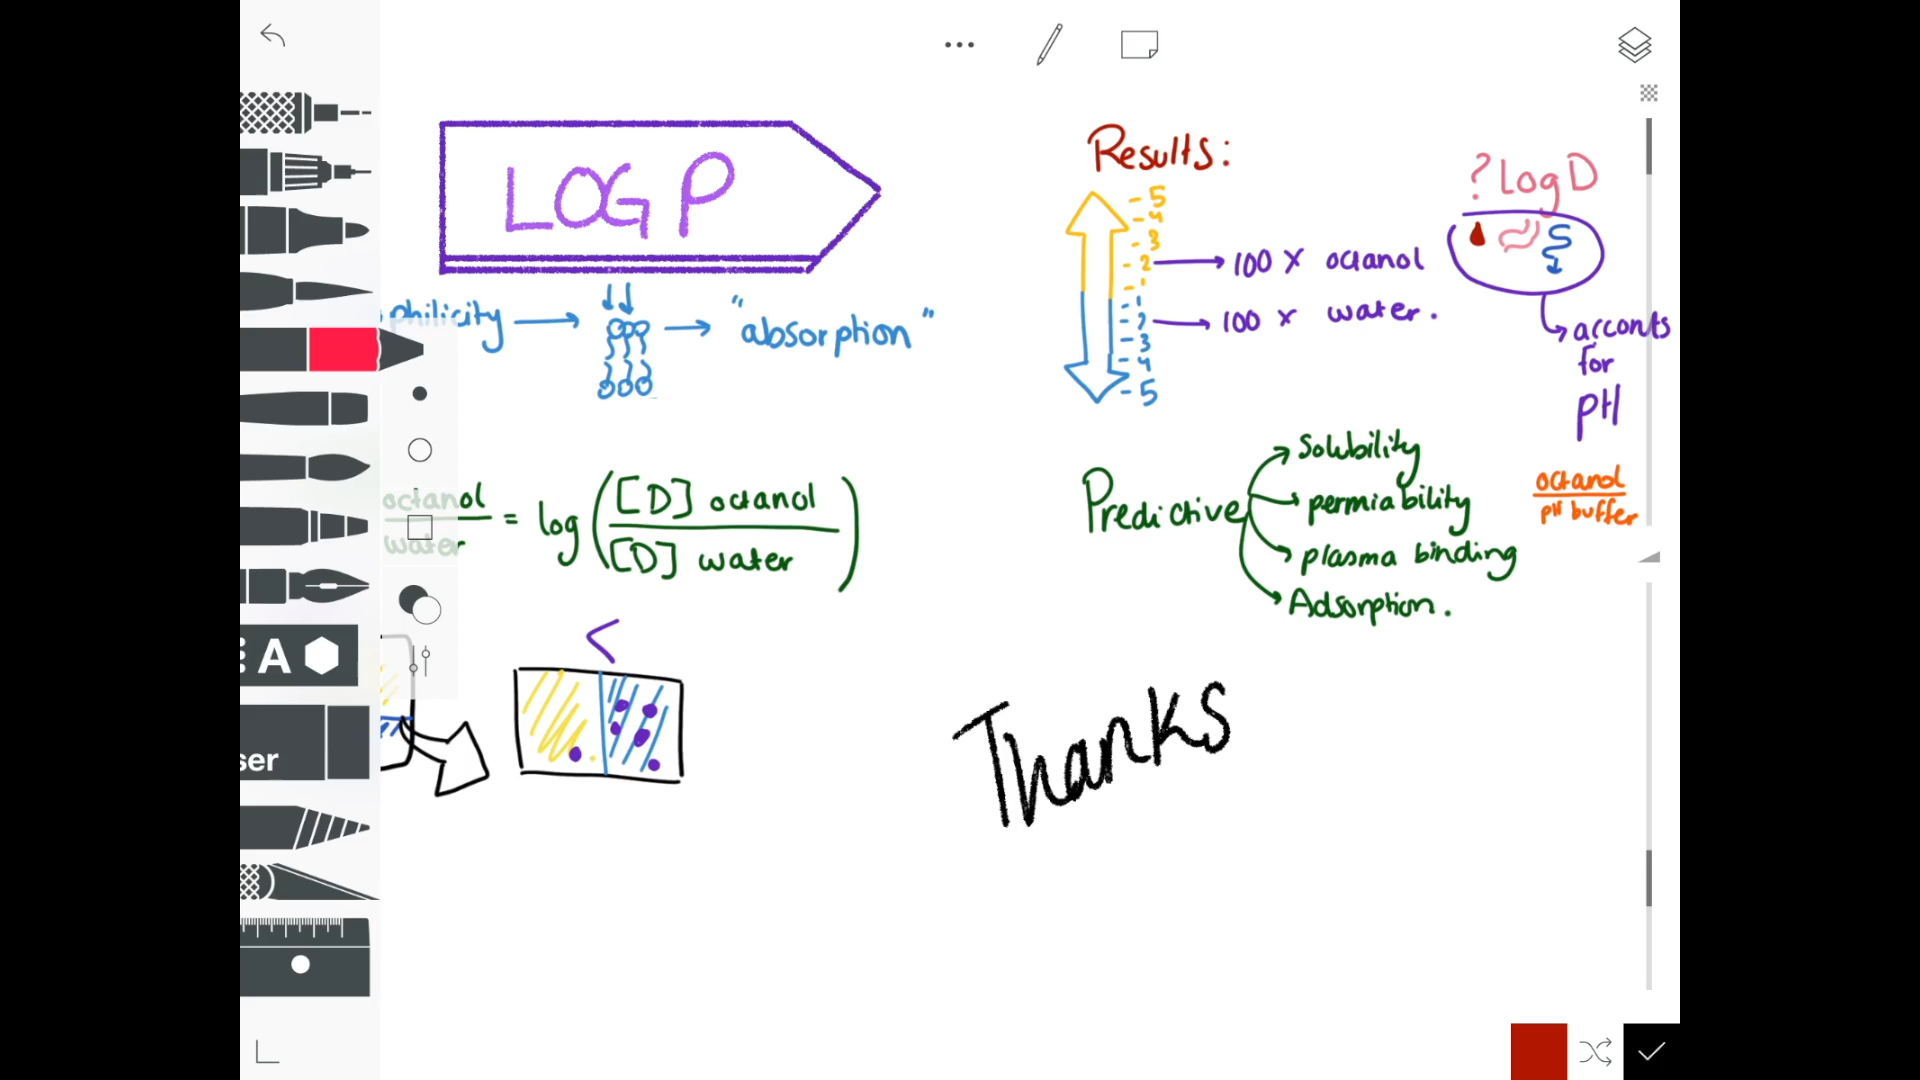 LOG P
philicity
"absorption"
octanol
water
= log ([D] octanol
[D] water)
<
Results:
- 5
- 4
- 3
- 2
- 1
- 1
- 2
- 3
- 4
- 5
100 x octanol
100 x water.
? Log D
acconts
for
pH
Predictive
Solubility
permiability
plasma binding
Adsorption.
octanol
pH buffer
Thanks
A
ser